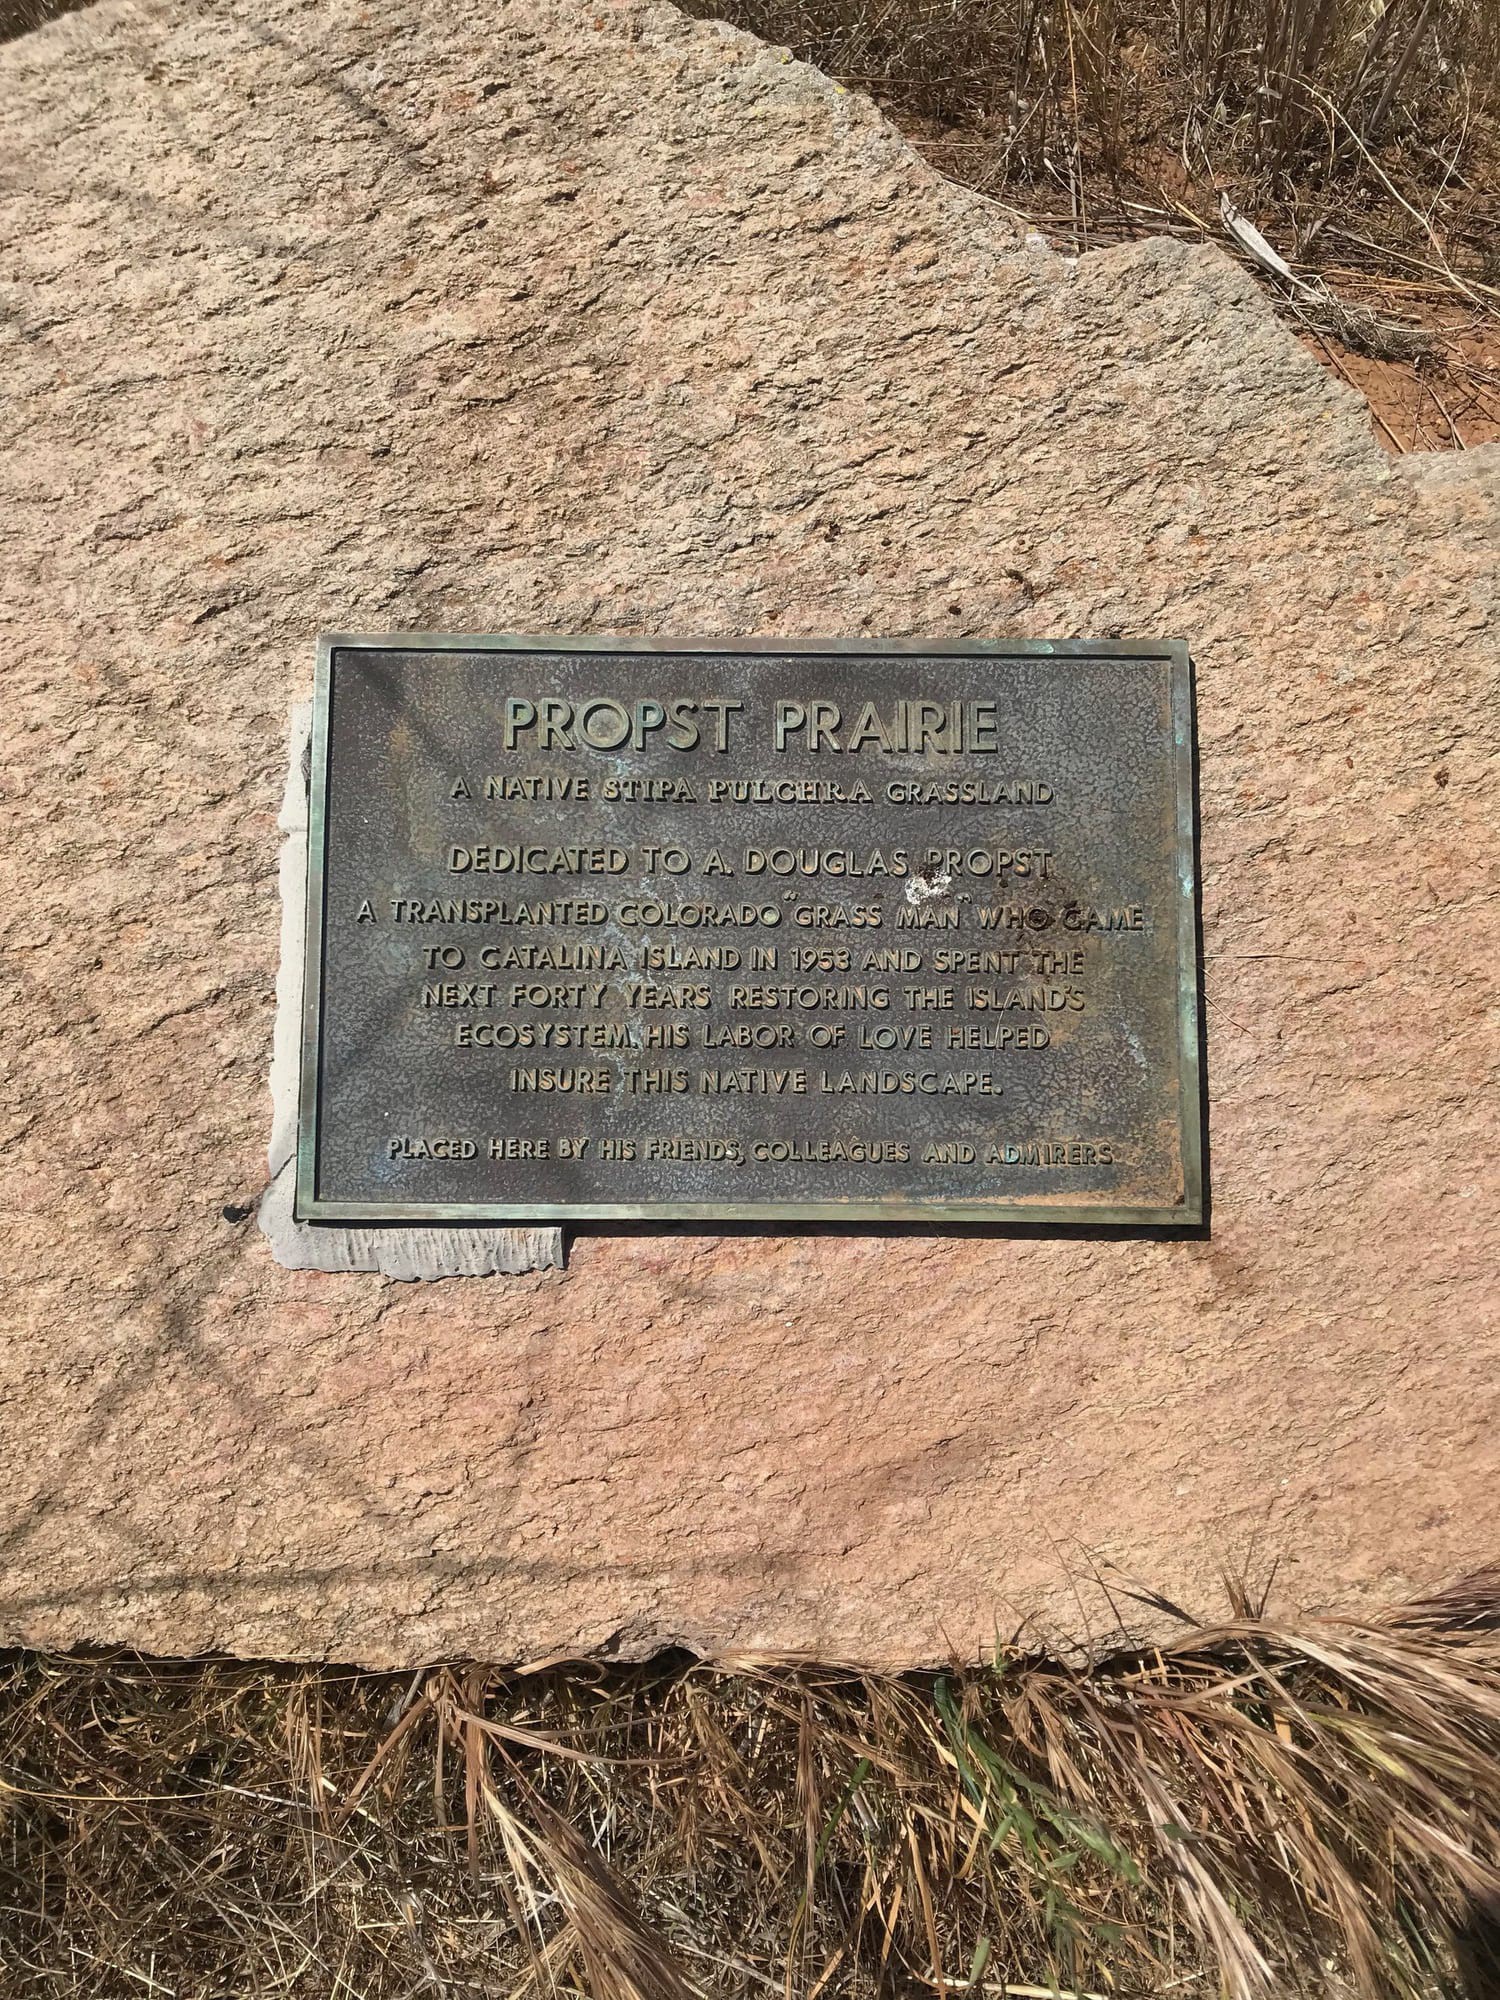 PROPST PRAIRIE
A NATIVE STIPA PULCHRA GRASSLAND
DEDICATED TO A. DOUGLAS PROPST
A TRANSPLANTED COLORADO "GRASS MAN" WHO CAME
TO CATALINA ISLAND IN 1953 AND SPENT THE
NEXT FORTY YEARS RESTORING THE ISLAND'S
ECOSYSTEM. HIS LABOR OF LOVE HELPED
INSURE THIS NATIVE LANDSCAPE.
PLACED HERE BY HIS FRIENDS, COLLEAGUES AND ADMIRERS